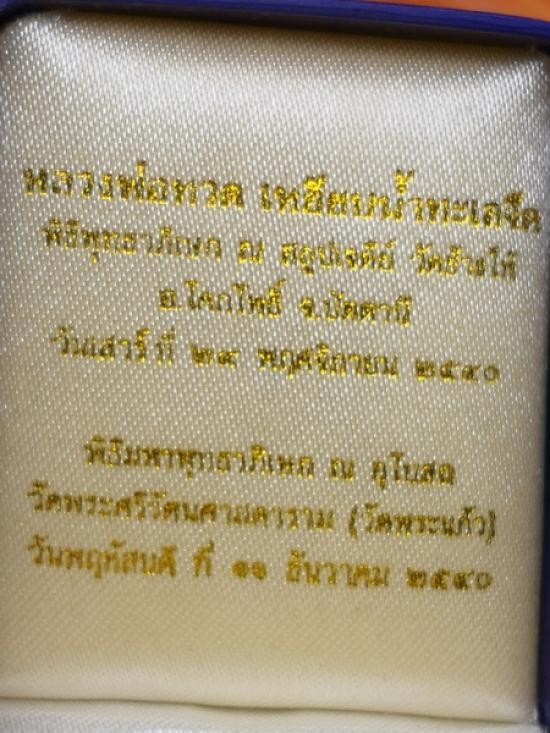 หลวงพ่อทวด เหยียบน้ำทะเลจืด
พิธีพุทธาภิเษก ณ สถูปเจดีย์ วัดช้างให้
อ.โคกโพธิ์ จ.ปัตตานี
วันเสาร์ ที่ ๒๙ พฤศจิกายน ๒๕๔๐
พิธีมหาพุทธาภิเษก ณ อุโบสถ
วัดพระศรีรัตนศาสดาราม (วัดพระแก้ว)
วันพฤหัสบดี ที่ ๑๑ ธันวาคม ๒๕๔๐